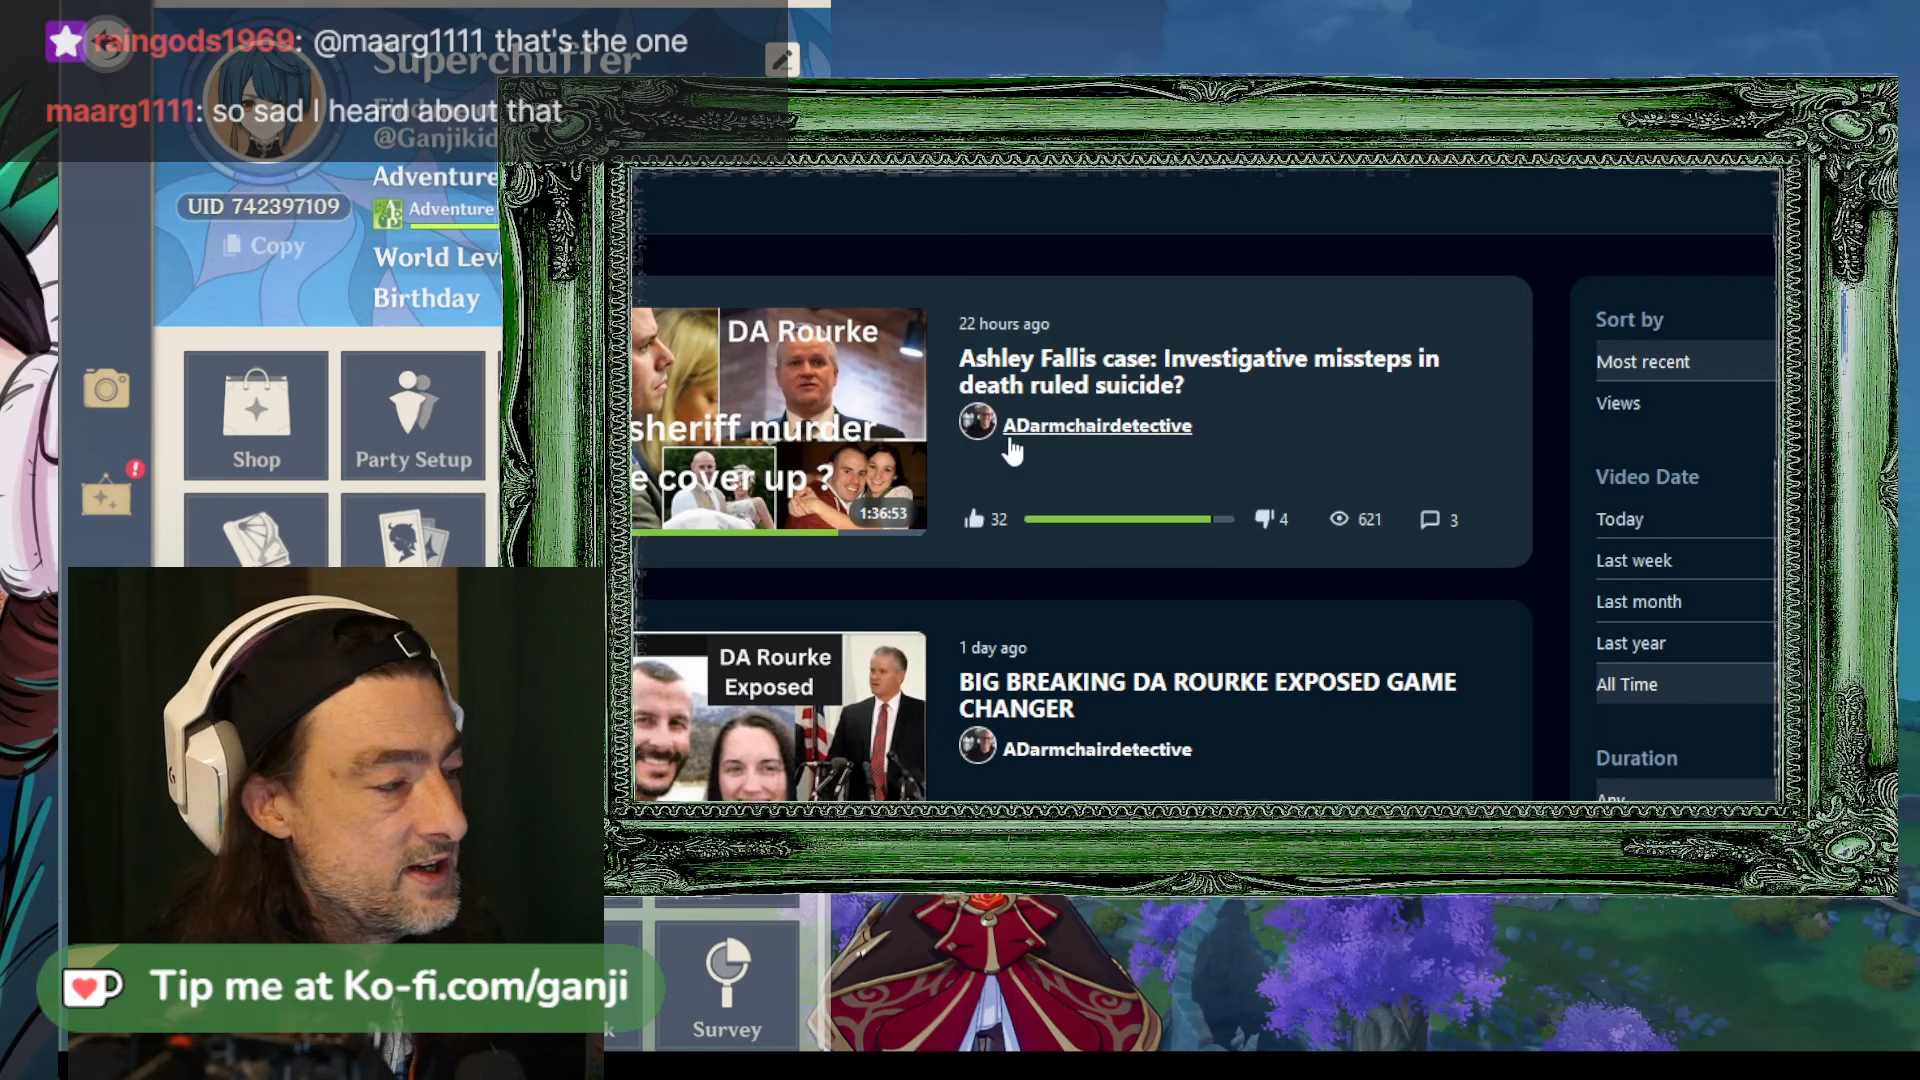 raingods1969: @maarg1111 that's the one
maarg1111: so sad I heard about that
Superchuffer
@Ganjikid
UID 742397109
Copy
Adventure
Adventure
World Lev
Birthday
Shop
Party Setup
Survey
DA Rourke
sheriff murder
e cover up ?
1:36:53
22 hours ago
Ashley Fallis case: Investigative missteps in
death ruled suicide?
ADarmchairdetective
32
4
621
3
DA Rourke
Exposed
1 day ago
BIG BREAKING DA ROURKE EXPOSED GAME
CHANGER
ADarmchairdetective
Sort by
Most recent
Views
Video Date
Today
Last week
Last month
Last year
All Time
Duration
Any
Tip me at Ko-fi.com/ganji